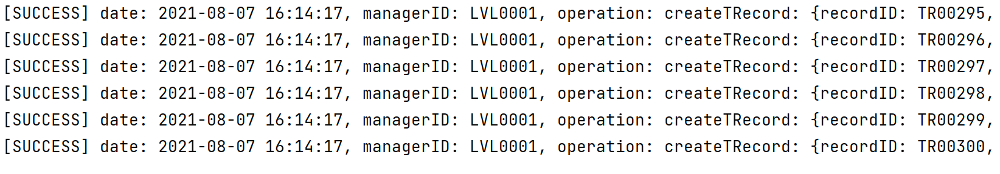 [SUCCESS] date: 2021-08-07 16:14:17, managerID: LVL0001, operation: createTRecord: {recordID: TR00295,
[SUCCESS] date: 2021-08-07 16:14:17, managerID: LVL0001, operation: createTRecord: {recordID: TR00296,
[SUCCESS] date: 2021-08-07 16:14:17, managerID: LVL0001, operation: createTRecord: {recordID: TR00297,
[SUCCESS] date: 2021-08-07 16:14:17, managerID: LVL0001, operation: createTRecord: {recordID: TR00298,
[SUCCESS] date: 2021-08-07 16:14:17, managerID: LVL0001, operation: createTRecord: {recordID: TR00299,
[SUCCESS] date: 2021-08-07 16:14:17, managerID: LVL0001, operation: createTRecord: {recordID: TR00300,